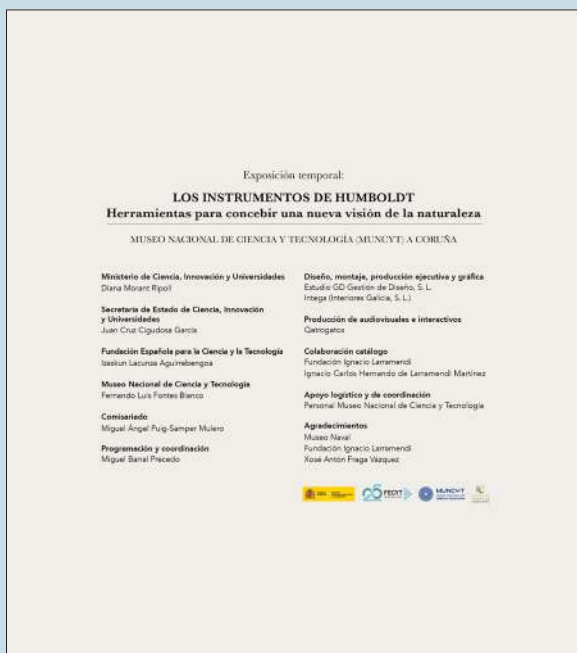 Exposición temporal:
LOS INSTRUMENTOS DE HUMBOLDT
Herramientas para concebir una nueva visión de la naturaleza
MUSEO NACIONAL DE CIENCIA Y TECNOLOGÍA (MUNCYT) A CORUÑA
Ministerio de Ciencia, Innovación y Universidades
Diana Morant Ripoll
Secretaría de Estado de Ciencia, Innovación
y Universidades
Juan Cruz Cigudosa García
Fundación Española para la Ciencia y la Tecnología
Izaskun Lacunza Aguirrebengoa
Museo Nacional de Ciencia y Tecnología
Fernando Luis Fontes Blanco
Comisariado
Miguel Ángel Puig-Samper Mulero
Programación y coordinación
Miguel Barral Precedo
Diseño, montaje, producción ejecutiva y gráfica
Estudio GD Gestión de Diseño, S. L.
Intega (Interiores Galicia, S. L.)
Producción de audiovisuales e interactivos
Qatrogatos
Colaboración catálogo
Fundación Ignacio Larramendi
Ignacio Carlos Hernando de Larramendi Martínez
Apoyo logístico y de coordinación
Personal Museo Nacional de Ciencia y Tecnología
Agradecimientos
Museo Naval
Fundación Ignacio Larramendi
Xosé Antón Fraga Vázquez
25 FECYT
MUNCYT